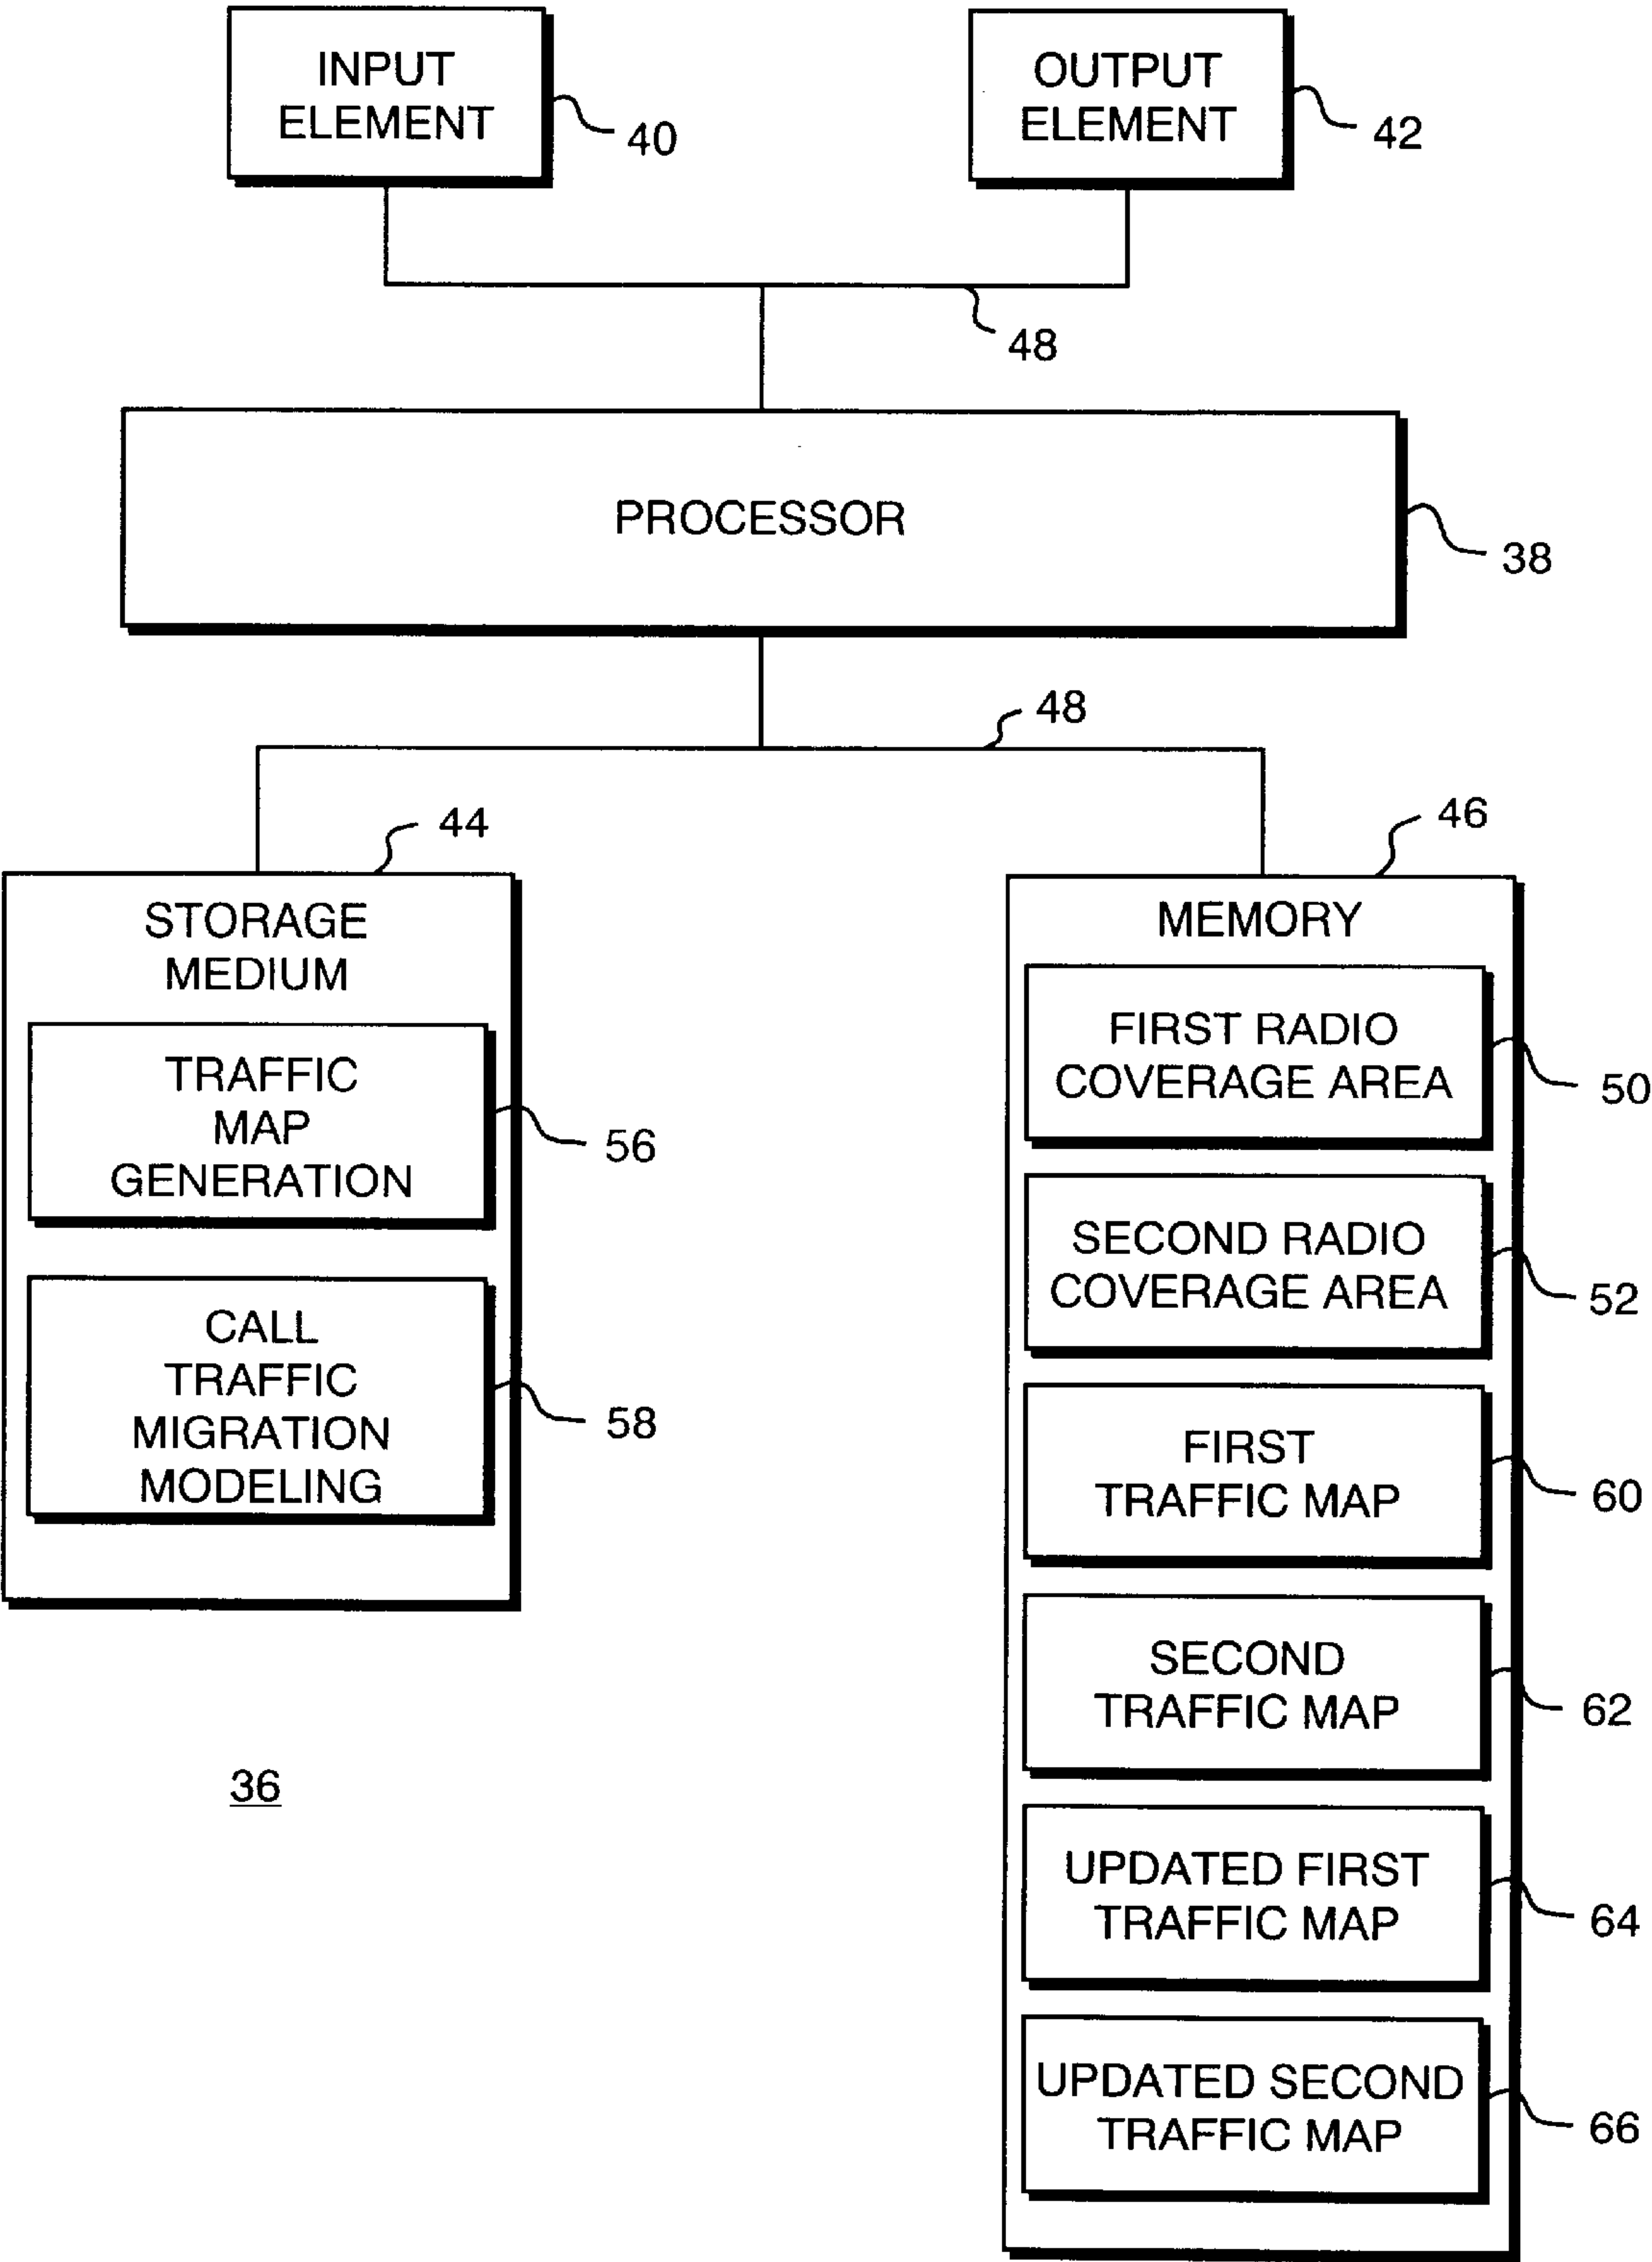 INPUT
ELEMENT
40
OUTPUT
ELEMENT
42
48
PROCESSOR
38
48
44
STORAGE
MEDIUM
TRAFFIC
MAP
GENERATION
56
CALL
TRAFFIC
MIGRATION
MODELING
58
36
46
MEMORY
FIRST RADIO
COVERAGE AREA
50
SECOND RADIO
COVERAGE AREA
52
FIRST
TRAFFIC MAP
60
SECOND
TRAFFIC MAP
62
UPDATED FIRST
TRAFFIC MAP
64
UPDATED SECOND
TRAFFIC MAP
66